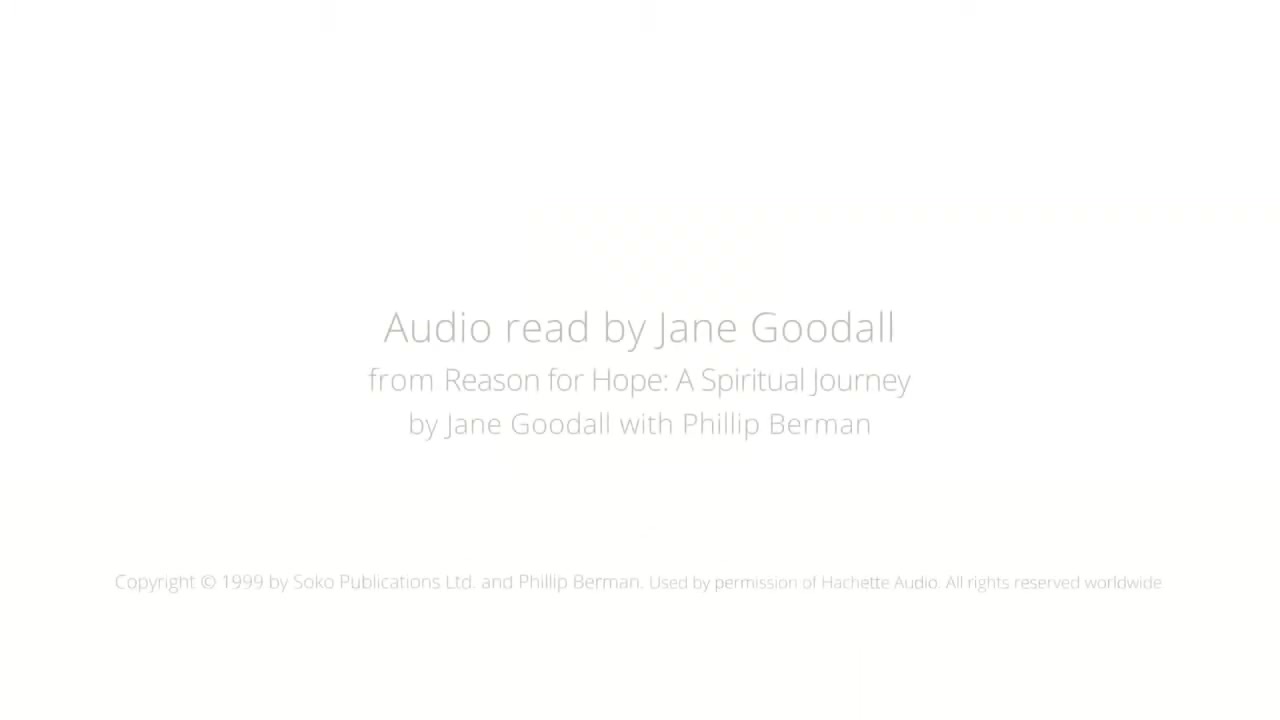 Audio read by Jane Goodall
from Reason for Hope: A Spiritual Journey
by Jane Goodall with Phillip Berman
Copyright © 1999 by Soko Publications Ltd. and Phillip Berman. Used by permission of Hachette Audio. All rights reserved worldwide